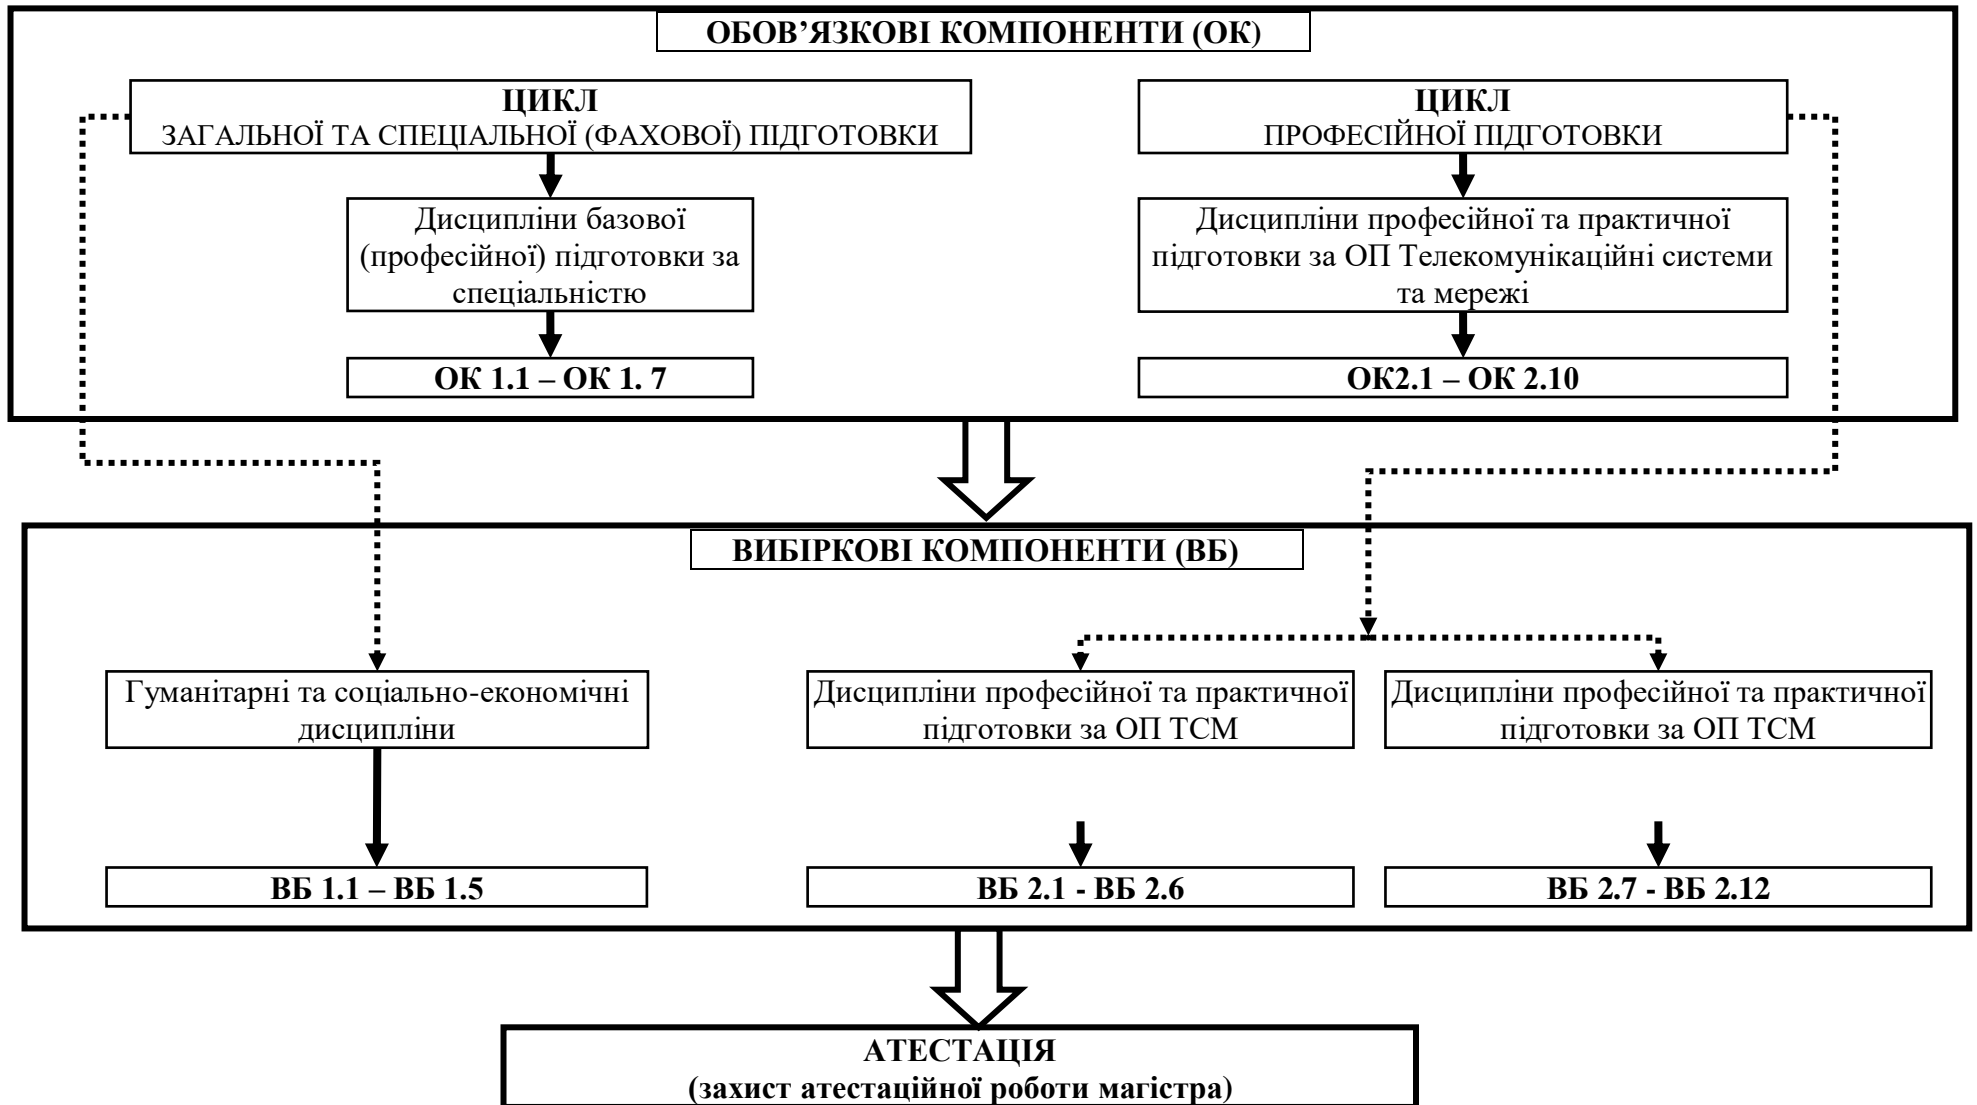 ОБОВ’ЯЗКОВІ КОМПОНЕНТИ (ОК)
ЦИКЛ
ЗАГАЛЬНОЇ ТА СПЕЦІАЛЬНОЇ (ФАХОВОЇ) ПІДГОТОВКИ
ЦИКЛ
ПРОФЕСІЙНОЇ ПІДГОТОВКИ
Дисципліни базової
(професійної) підготовки за
спеціальністю
Дисципліни професійної та практичної
підготовки за ОП Телекомунікаційні системи
та мережі
ОК 1.1 – ОК 1. 7
ОК2.1 – ОК 2.10
ВИБІРКОВІ КОМПОНЕНТИ (ВБ)
Гуманітарні та соціально-економічні
дисципліни
Дисципліни професійної та практичної
підготовки за ОП ТСМ
Дисципліни професійної та практичної
підготовки за ОП ТСМ
ВБ 1.1 – ВБ 1.5
ВБ 2.1 - ВБ 2.6
ВБ 2.7 - ВБ 2.12
АТЕСТАЦІЯ
(захист атестаційної роботи магістра)